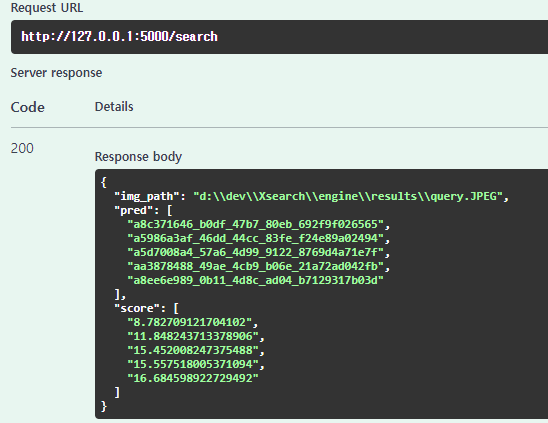 Request URL
http://127.0.0.1:5000/search
Server response
Code Details
200
Response body
{
"img_path": "d:\\dev\\Xsearch\\engine\\results\\query.JPEG",
"pred": [
"a8c371646_b0df_47b7_80eb_692f9f026565",
"a5986a3af_46dd_44cc_83fe_f24e89a02494",
"a5d7008a4_57a6_4d99_9122_8769d4a71e7f",
"aa3878488_49ae_4cb9_b06e_21a72ad042fb",
"a8ee6e989_0b11_4d8c_ad04_b7129317b03d"
],
"score": [
"8.782709121704102",
"11.848243713378906",
"15.452008247375488",
"15.557518005371094",
"16.684598922729492"
]
}